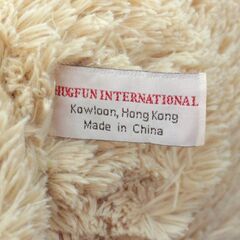 HUGFUN INTERNATIONAL
Kowloon, Hong Kong
Made in China